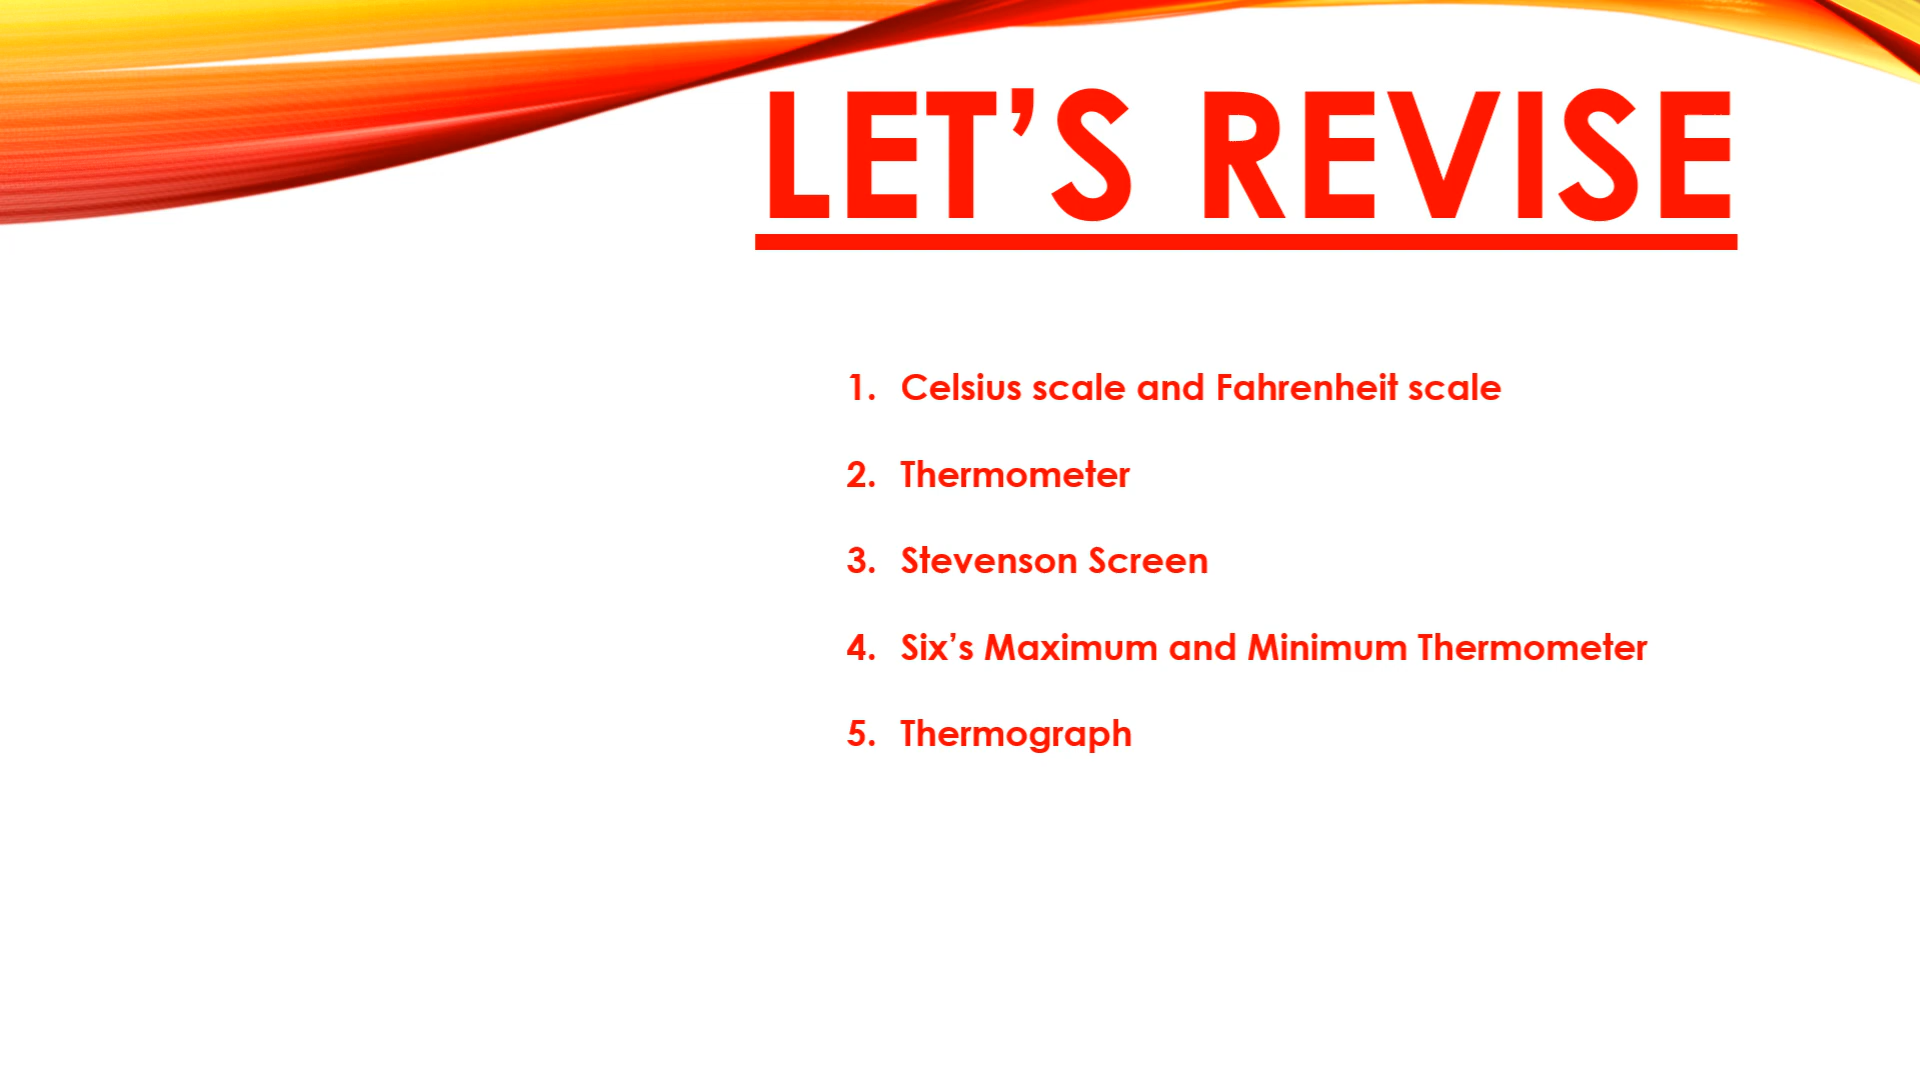 LET’S REVISE
1. Celsius scale and Fahrenheit scale
2. Thermometer
3. Stevenson Screen
4. Six’s Maximum and Minimum Thermometer
5. Thermograph